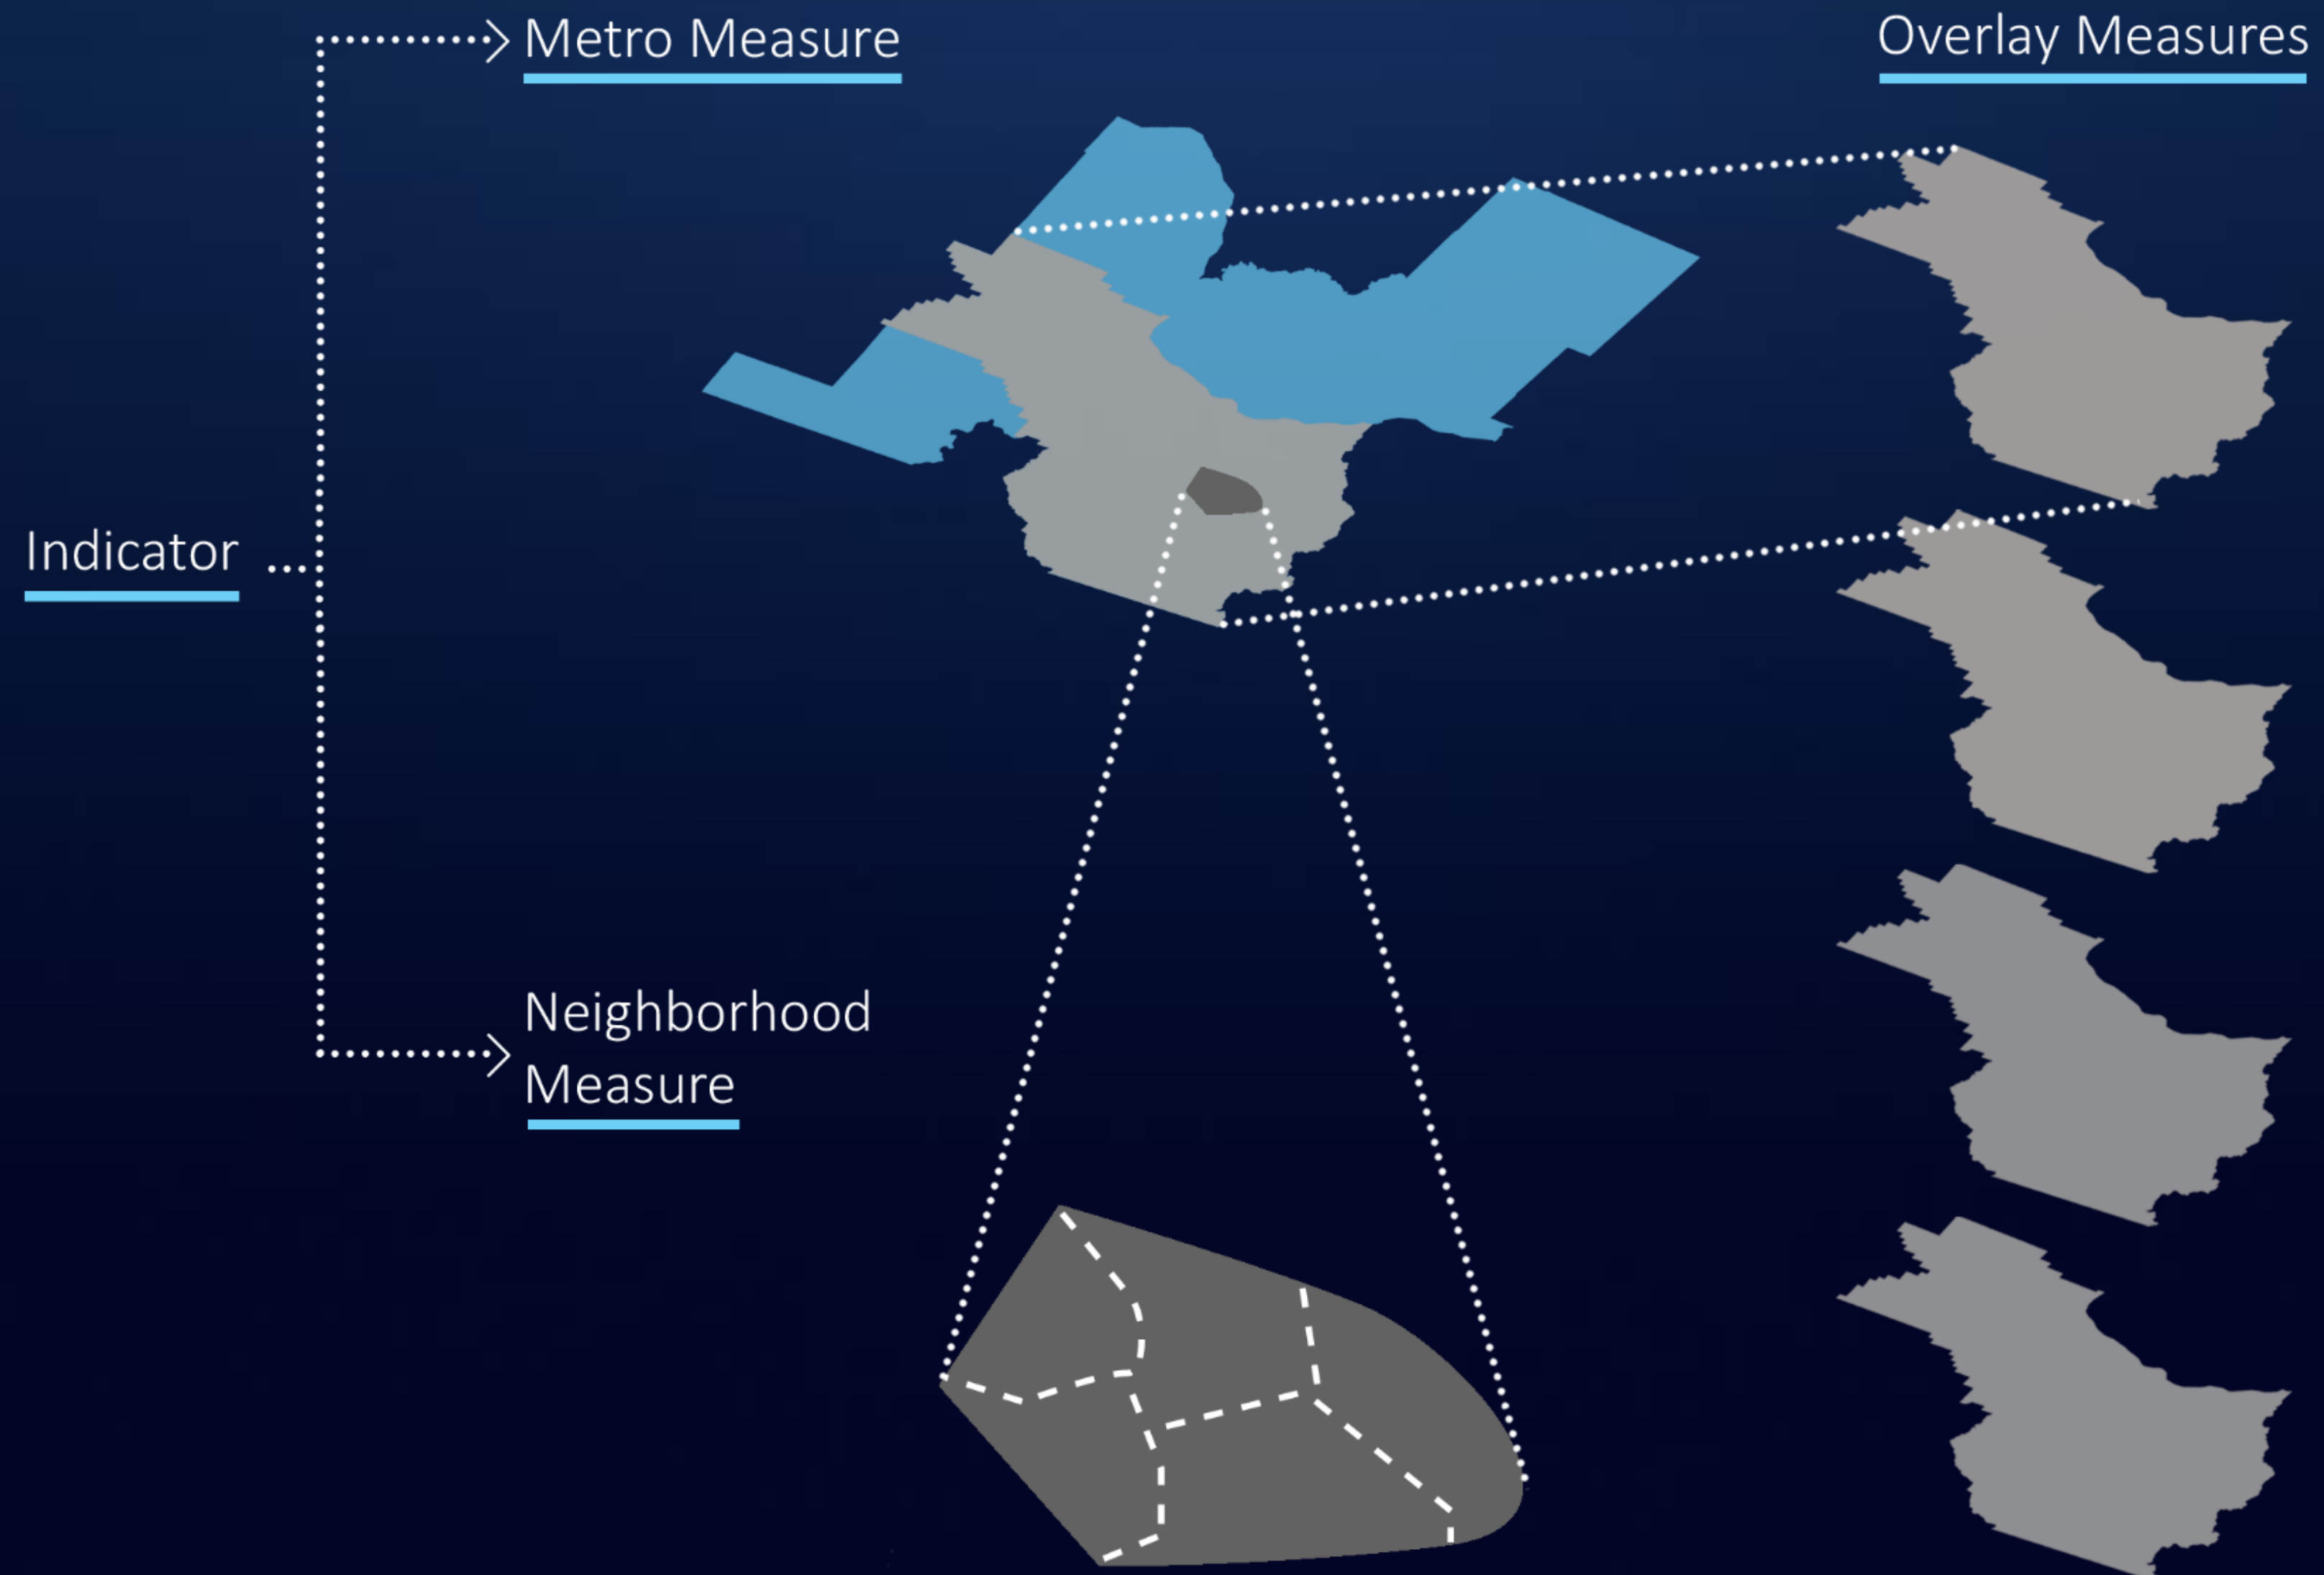 Metro Measure
Overlay Measures
Indicator
Neighborhood
Measure